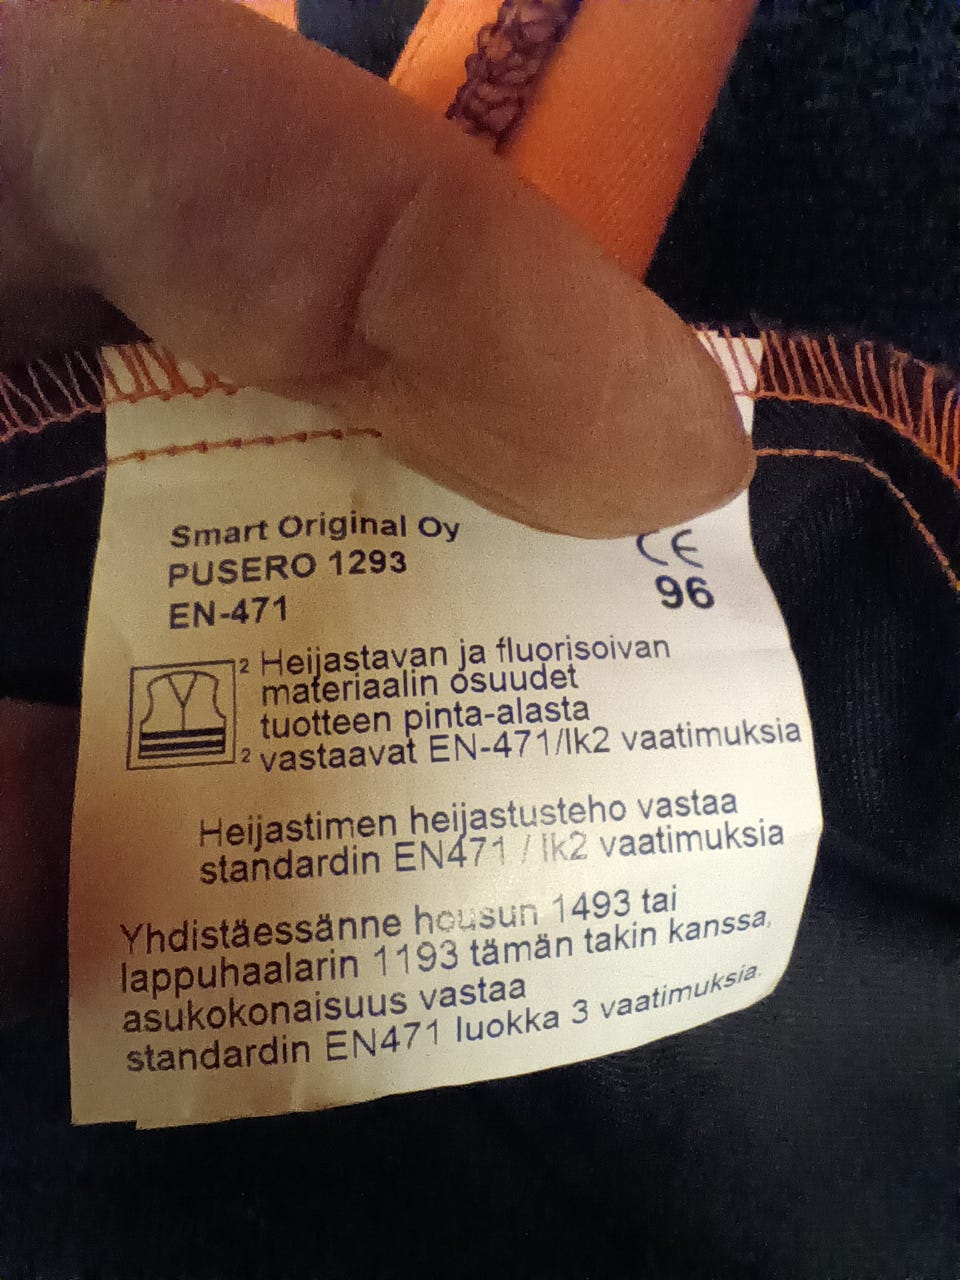 Smart Original Oy
PUSERO 1293
EN-471
CE
96
2 Heijastavan ja fluorisoivan
materiaalin osuudet
tuotteen pinta-alasta
2 vastaavat EN-471/lk2 vaatimuksia
Heijastimen heijastusteho vastaa
standardin EN471 / lk2 vaatimuksia
Yhdistäessänne housun 1493 tai
lappuhaalarin 1193 tämän takin kanssa,
asukokonaisuus vastaa
standardin EN471 luokka 3 vaatimuksia.